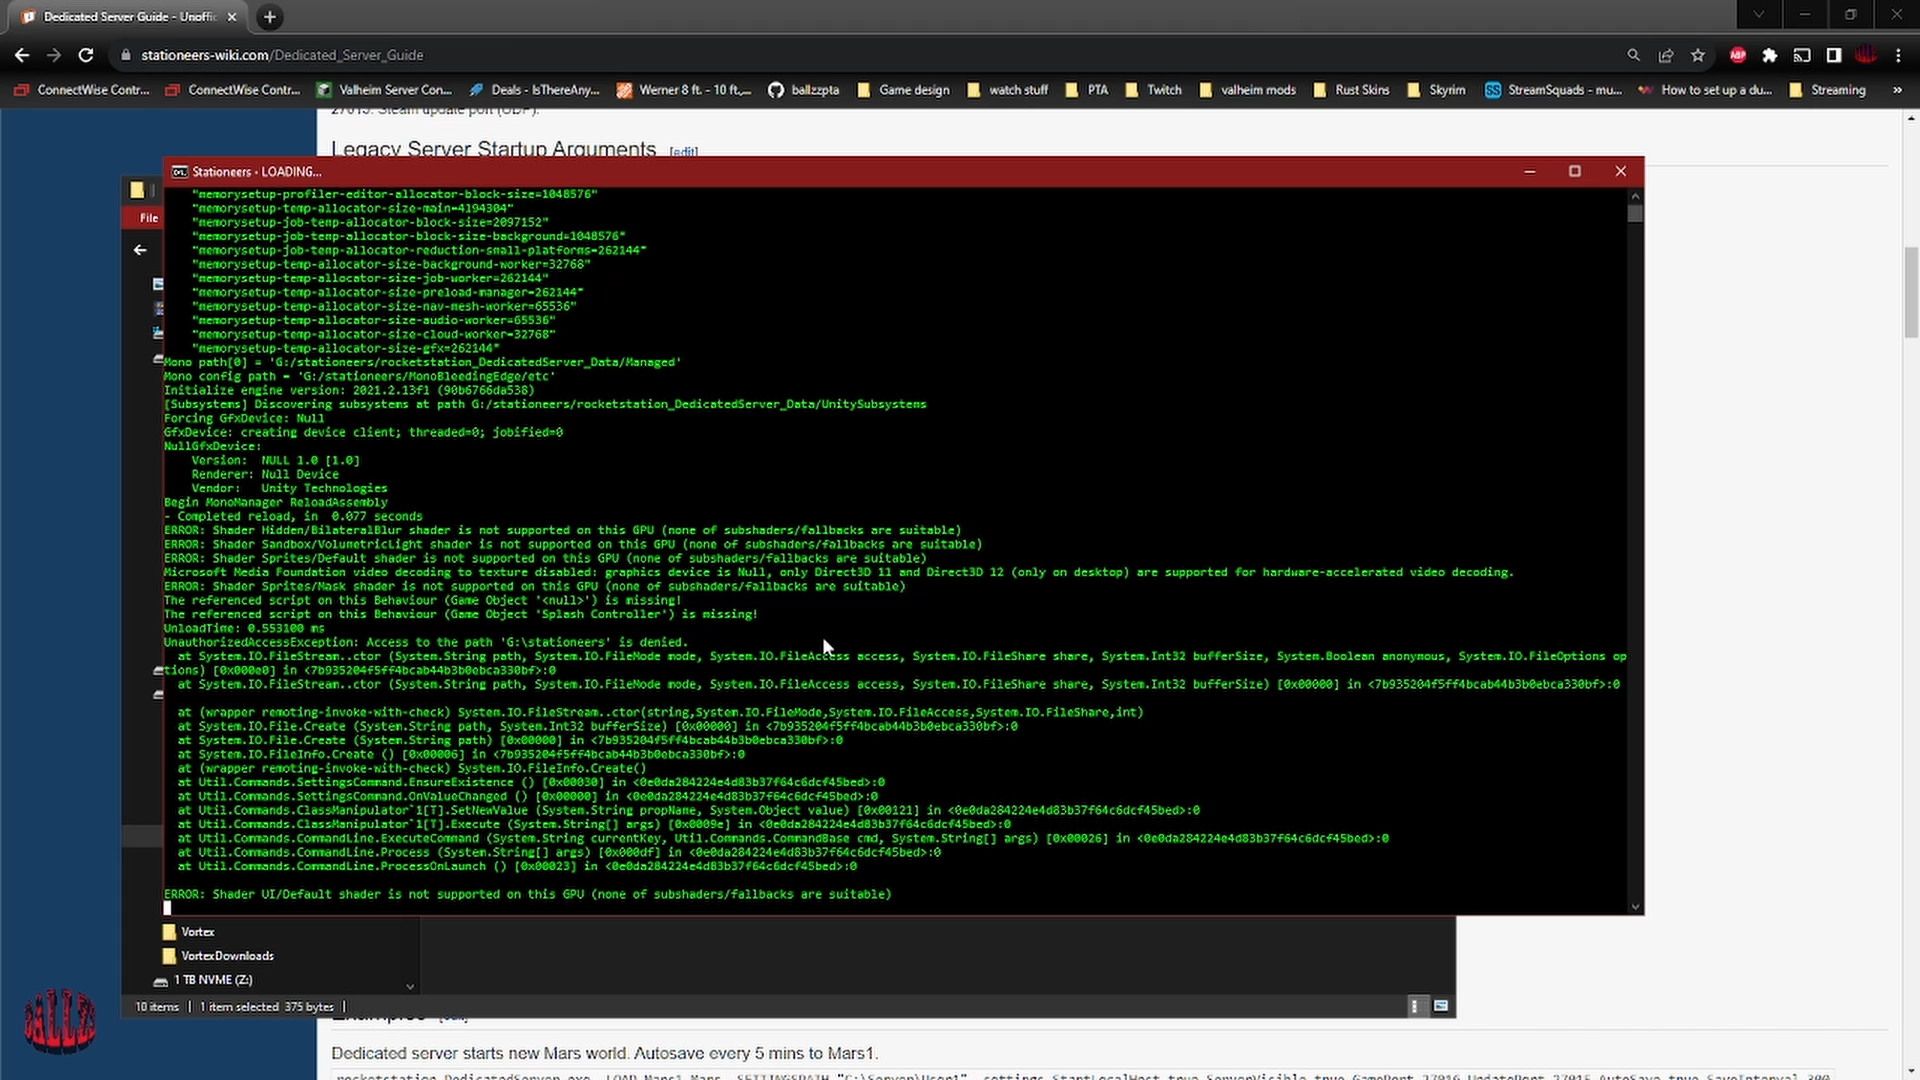 Dedicated Server Guide - Unoffic
stationeers-wiki.com/Dedicated_Server_Guide
ConnectWise Contr...
ConnectWise Contr...
Valheim Server Con...
Deals - IsThereAny...
Werner 8 ft. - 10 ft,...
ballzzpta
Game design
watch stuff
PTA
Twitch
valheim mods
Rust Skins
Skyrim
StreamSquads - mu...
How to set up a du...
Streaming
»
27015: Steam update port (UDP).
Legacy Server Startup Arguments [edit]
Stationeers - LOADING...
File
"memorysetup-profiler-editor-allocator-block-size=1048576"
"memorysetup-temp-allocator-size-main=4194304"
"memorysetup-job-temp-allocator-block-size=2097152"
"memorysetup-job-temp-allocator-block-size-background=1048576"
"memorysetup-job-temp-allocator-reduction-small-platforms=262144"
"memorysetup-temp-allocator-size-background-worker=32768"
"memorysetup-temp-allocator-size-job-worker=262144"
"memorysetup-temp-allocator-size-preload-manager=262144"
"memorysetup-temp-allocator-size-nav-mesh-worker=65536"
"memorysetup-temp-allocator-size-audio-worker=65536"
"memorysetup-temp-allocator-size-cloud-worker=32768"
"memorysetup-temp-allocator-size-gfx=262144"
Mono path[0] = 'G:/stationeers/rocketstation_DedicatedServer_Data/Managed'
Mono config path = 'G:/stationeers/MonoBleedingEdge/etc'
Initialize engine version: 2021.2.13f1 (90b6766da538)
[Subsystems] Discovering subsystems at path G:/stationeers/rocketstation_DedicatedServer_Data/UnitySubsystems
Forcing GfxDevice: Null
GfxDevice: creating device client; threaded=0; jobified=0
NullGfxDevice:
Version: NULL 1.0 [1.0]
Renderer: Null Device
Vendor: Unity Technologies
Begin MonoManager ReloadAssembly
- Completed reload, in 0.077 seconds
ERROR: Shader Hidden/BilateralBlur shader is not supported on this GPU (none of subshaders/fallbacks are suitable)
ERROR: Shader Sandbox/VolumetricLight shader is not supported on this GPU (none of subshaders/fallbacks are suitable)
ERROR: Shader Sprites/Default shader is not supported on this GPU (none of subshaders/fallbacks are suitable)
Microsoft Media Foundation video decoding to texture disabled: graphics device is Null, only Direct3D 11 and Direct3D 12 (only on desktop) are supported for hardware-accelerated video decoding.
ERROR: Shader Sprites/Mask shader is not supported on this GPU (none of subshaders/fallbacks are suitable)
The referenced script on this Behaviour (Game Object '<null>') is missing!
The referenced script on this Behaviour (Game Object 'Splash Controller') is missing!
UnloadTime: 0.553100 ms
UnauthorizedAccessException: Access to the path 'G:\stationeers' is denied.
at System.IO.FileStream..ctor (System.String path, System.IO.FileMode mode, System.IO.FileAccess access, System.IO.FileShare share, System.Int32 bufferSize, System.Boolean anonymous, System.IO.FileOptions op
tions) [0x000e0] in <7b935204f5ff4bcab44b3b0ebca330bf>:0
at System.IO.FileStream..ctor (System.String path, System.IO.FileMode mode, System.IO.FileAccess access, System.IO.FileShare share, System.Int32 bufferSize) [0x00000] in <7b935204f5ff4bcab44b3b0ebca330bf>:0
at (wrapper remoting-invoke-with-check) System.IO.FileStream..ctor(string,System.IO.FileMode,System.IO.FileAccess,System.IO.FileShare,int)
at System.IO.File.Create (System.String path, System.Int32 bufferSize) [0x00000] in <7b935204f5ff4bcab44b3b0ebca330bf>:0
at System.IO.File.Create (System.String path) [0x00000] in <7b935204f5ff4bcab44b3b0ebca330bf>:0
at System.IO.FileInfo.Create () [0x00006] in <7b935204f5ff4bcab44b3b0ebca330bf>:0
at (wrapper remoting-invoke-with-check) System.IO.FileInfo.Create()
at Util.Commands.SettingsCommand.EnsureExistence () [0x00030] in <0e0da284224e4d83b37f64c6dcf45bed>:0
at Util.Commands.SettingsCommand.OnValueChanged () [0x00000] in <0e0da284224e4d83b37f64c6dcf45bed>:0
at Util.Commands.ClassManipulator`1[T].SetNewValue (System.String propName, System.Object value) [0x00121] in <0e0da284224e4d83b37f64c6dcf45bed>:0
at Util.Commands.ClassManipulator`1[T].Execute (System.String[] args) [0x0009e] in <0e0da284224e4d83b37f64c6dcf45bed>:0
at Util.Commands.CommandLine.ExecuteCommand (System.String currentKey, Util.Commands.CommandBase cmd, System.String[] args) [0x00026] in <0e0da284224e4d83b37f64c6dcf45bed>:0
at Util.Commands.CommandLine.Process (System.String[] args) [0x000df] in <0e0da284224e4d83b37f64c6dcf45bed>:0
at Util.Commands.CommandLine.ProcessOnLaunch () [0x00023] in <0e0da284224e4d83b37f64c6dcf45bed>:0
ERROR: Shader UI/Default shader is not supported on this GPU (none of subshaders/fallbacks are suitable)
Vortex
VortexDownloads
1 TB NVME (Z:)
10 items
1 item selected 375 bytes
BALLZ
Examples [edit]
Dedicated server starts new Mars world. Autosave every 5 mins to Mars1.
rocketstation_DedicatedServer.exe -LOAD Mars1 Mars -SETTINGSPATH "C:\Server\User1" -settings StartLocalHost true ServerVisible true GamePort 27016 UpdatePort 27015 AutoSave true SaveInterval 300